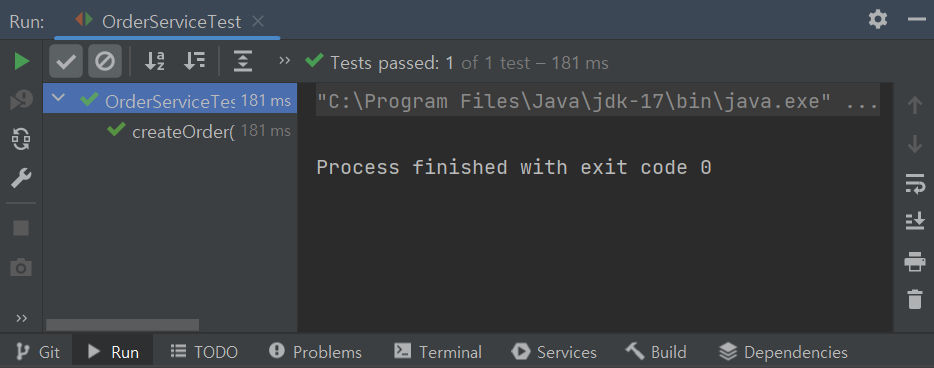 Run: OrderServiceTest
Tests passed: 1 of 1 test – 181 ms
OrderServiceTes 181 ms
createOrder( 181 ms
"C:\Program Files\Java\jdk-17\bin\java.exe" ...
Process finished with exit code 0
Git Run TODO Problems Terminal Services Build Dependencies